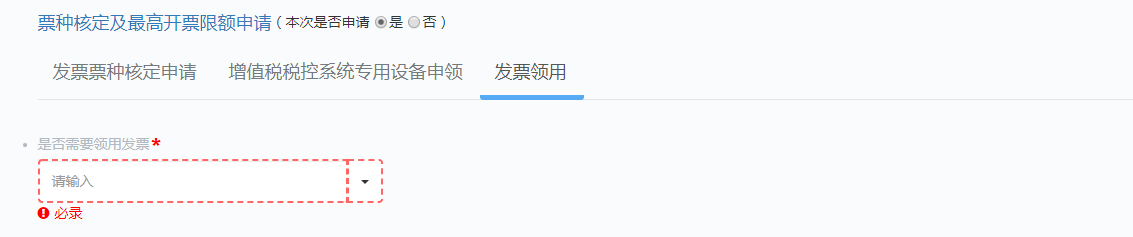 票种核定及最高开票限额申请（本次是否申请 是 否）
发票票种核定申请 增值税税控系统专用设备申领 发票领用
是否需要领用发票*
请输入
必录